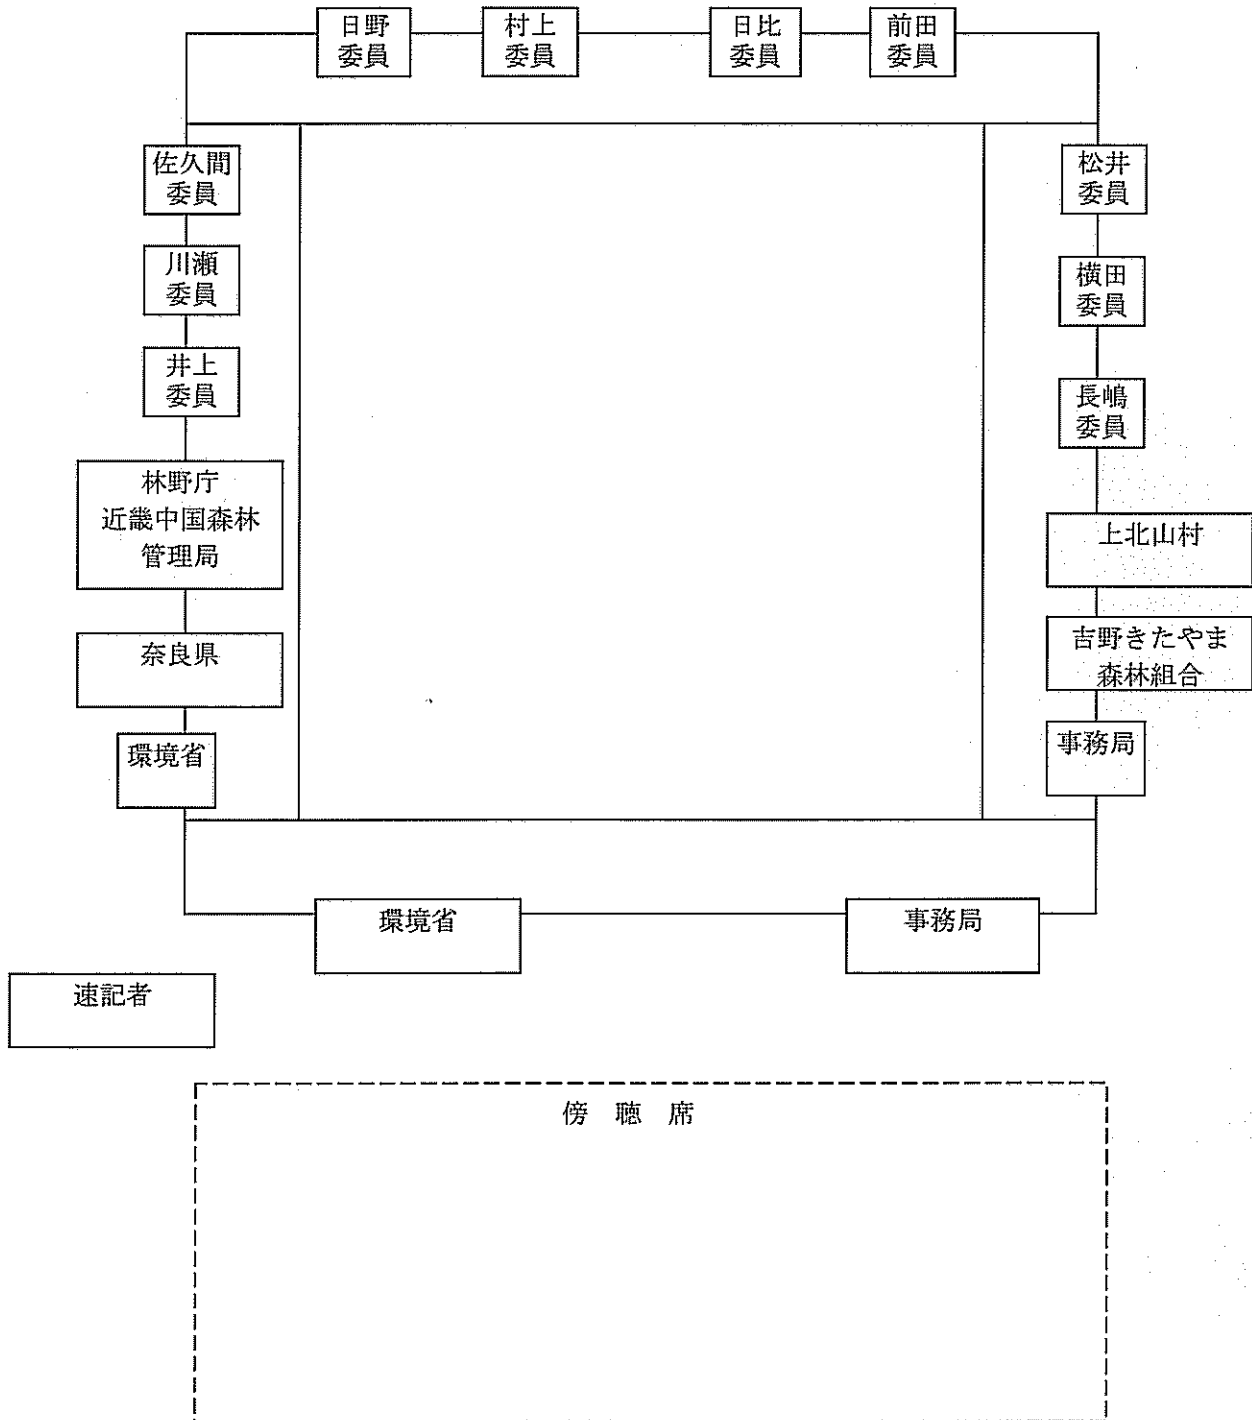 日野
委員
村上
委員
日比
委員
前田
委員
佐久間
委員
川瀬
委員
井上
委員
林野庁
近畿中国森林
管理局
奈良県
環境省
松井
委員
横田
委員
長嶋
委員
上北山村
吉野きたやま
森林組合
事務局
環境省
事務局
速記者
傍 聴 席